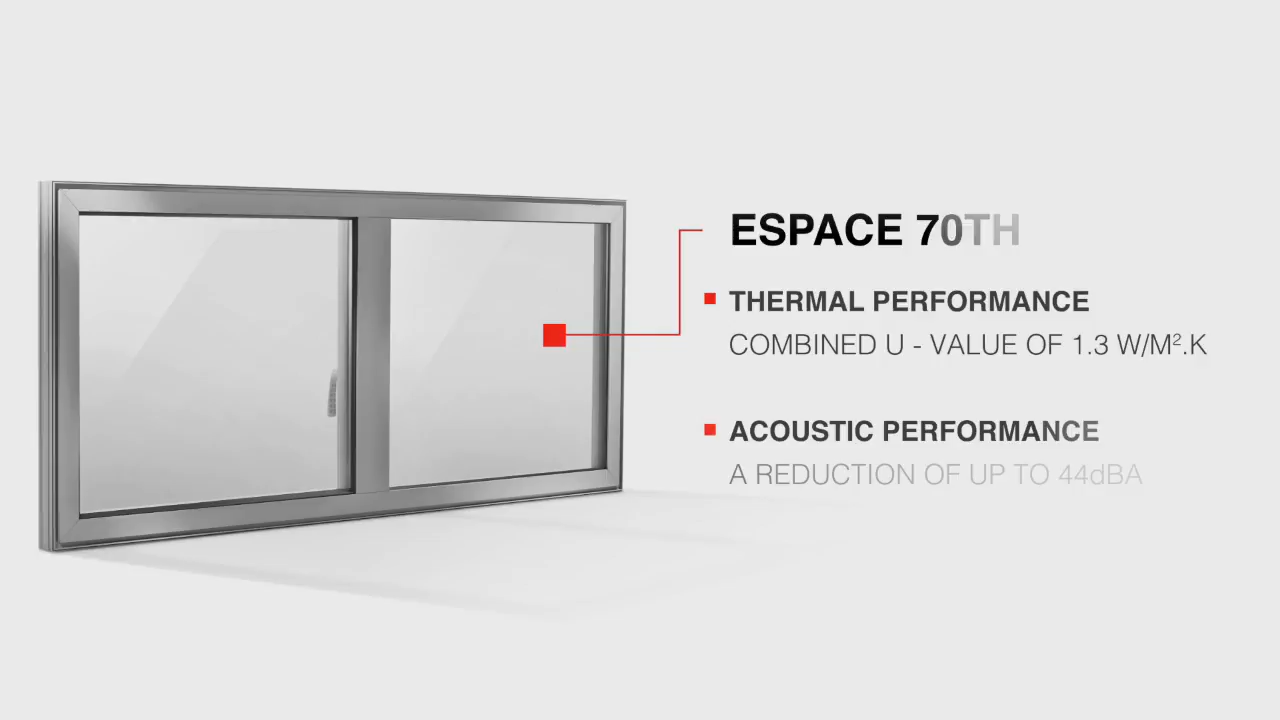 ESPACE 70TH
THERMAL PERFORMANCE
COMBINED U - VALUE OF 1.3 W/M².K
ACOUSTIC PERFORMANCE
A REDUCTION OF UP TO 44dBA